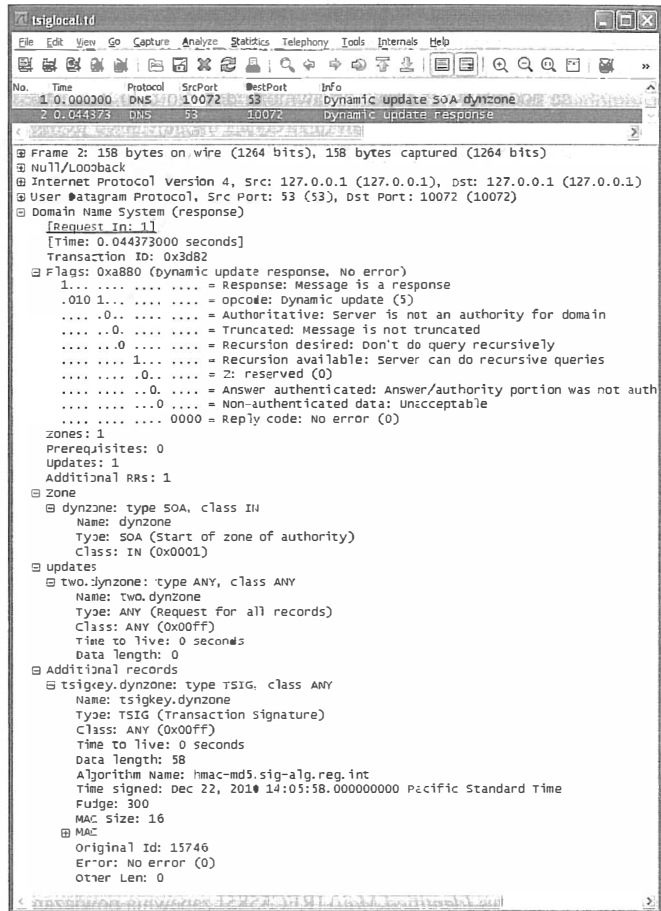 tsiglocal.td
File Edit View Go Capture Analyze Statistics Telephony Tools Internals Help
No. Time Protocol SrcPort DestPort Info
1 0.000000 DNS 10072 53 Dynamic update SOA dynzone
2 0.044373 DNS 53 10072 Dynamic update response
Frame 2: 158 bytes on wire (1264 bits), 158 bytes captured (1264 bits)
Null/Loopback
Internet Protocol Version 4, Src: 127.0.0.1 (127.0.0.1), Dst: 127.0.0.1 (127.0.0.1)
User Datagram Protocol, Src Port: 53 (53), Dst Port: 10072 (10072)
Domain Name System (response)
[Request In: 1]
[Time: 0.044373000 seconds]
Transaction ID: 0x3d82
Flags: 0xa880 (Dynamic update response, No error)
1... .... .... .... = Response: Message is a response
.010 1... .... .... = Opcode: Dynamic update (5)
.... .0.. .... .... = Authoritative: Server is not an authority for domain
.... ..0. .... .... = Truncated: Message is not truncated
.... ...0 .... .... = Recursion desired: Don't do query recursively
.... .... 1... .... = Recursion available: Server can do recursive queries
.... .... .0.. .... = Z: reserved (0)
.... .... ..0. .... = Answer authenticated: Answer/authority portion was not auth
.... .... ...0 .... = Non-authenticated data: Unacceptable
.... .... .... 0000 = Reply code: No error (0)
Zones: 1
Prerequisites: 0
Updates: 1
Additional RRs: 1
Zone
dynzone: type SOA, class IN
Name: dynzone
Type: SOA (Start of zone of authority)
Class: IN (0x0001)
Updates
two.dynzone: type ANY, class ANY
Name: two.dynzone
Type: ANY (Request for all records)
Class: ANY (0x00ff)
Time to live: 0 seconds
Data length: 0
Additional records
tsigkey.dynzone: type TSIG, class ANY
Name: tsigkey.dynzone
Type: TSIG (Transaction Signature)
Class: ANY (0x00ff)
Time to live: 0 seconds
Data length: 58
Algorithm Name: hmac-md5.sig-alg.reg.int
Time signed: Dec 22, 2010 14:05:58.000000000 Pacific Standard Time
Fudge: 300
MAC Size: 16
MAC
Original Id: 15746
Error: No error (0)
Other Len: 0